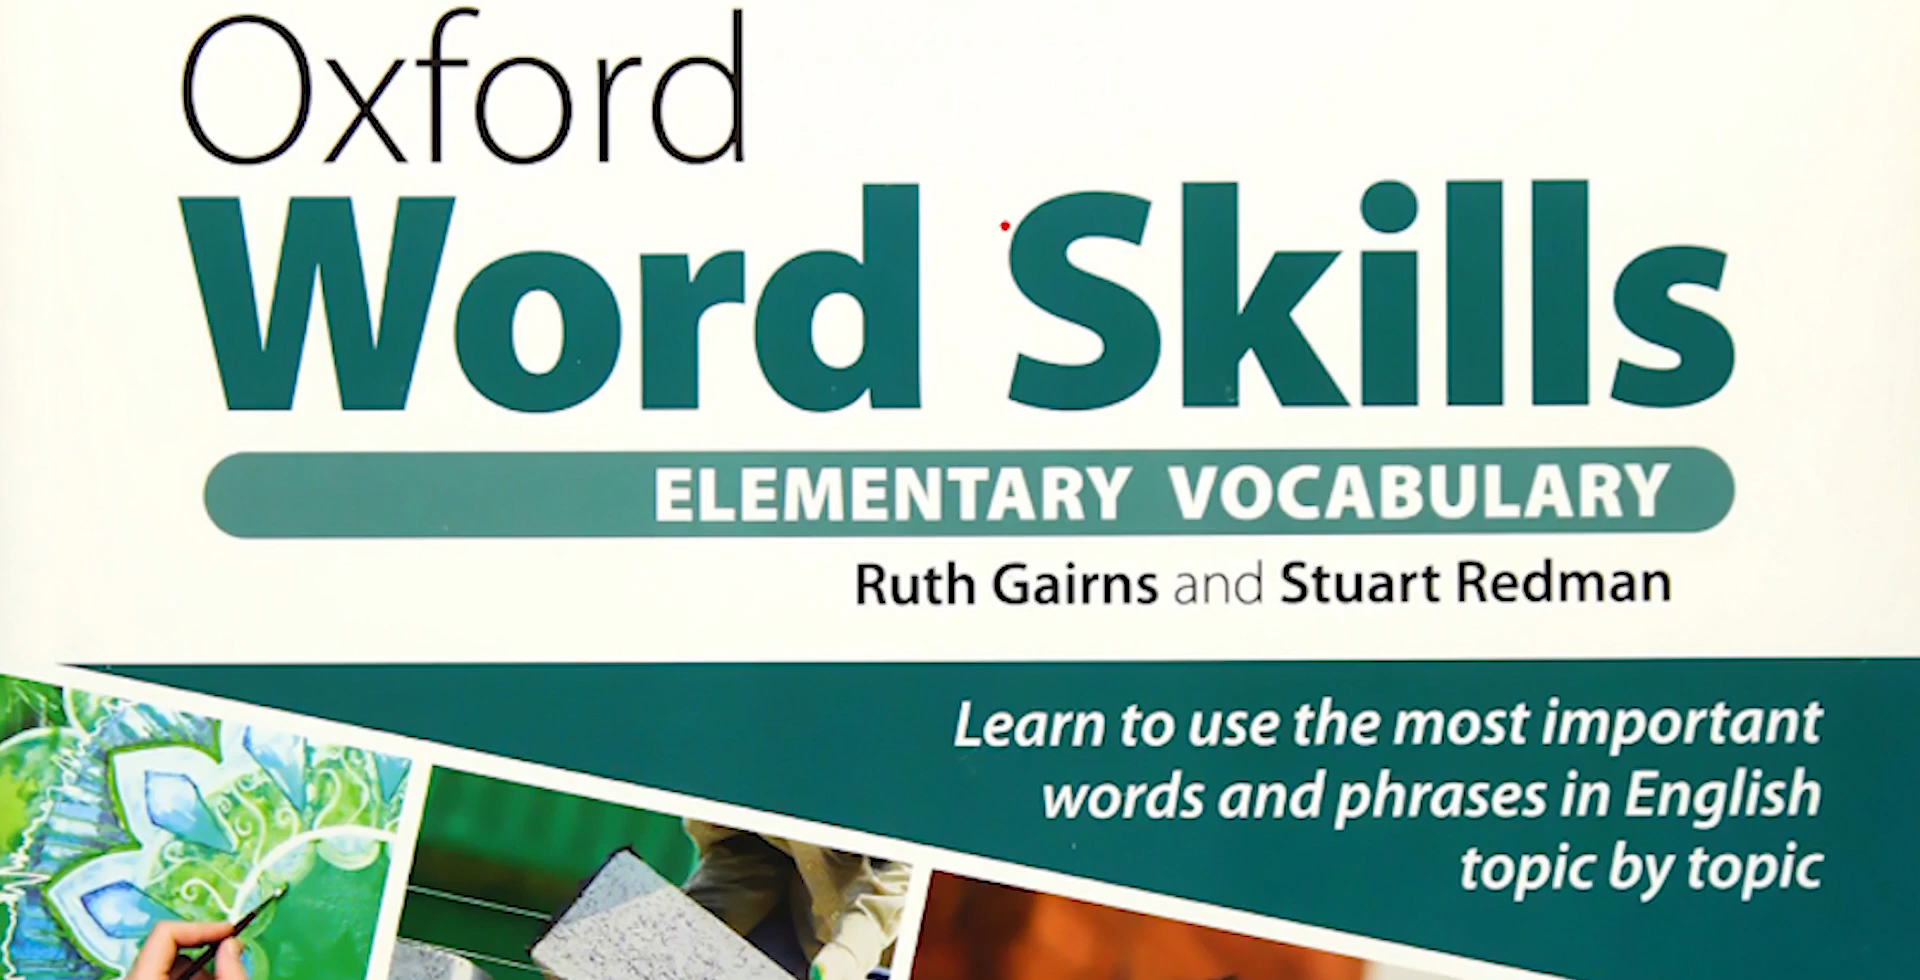 Oxford
Word Skills
ELEMENTARY VOCABULARY
Ruth Gairns and Stuart Redman
Learn to use the most important
words and phrases in English
topic by topic